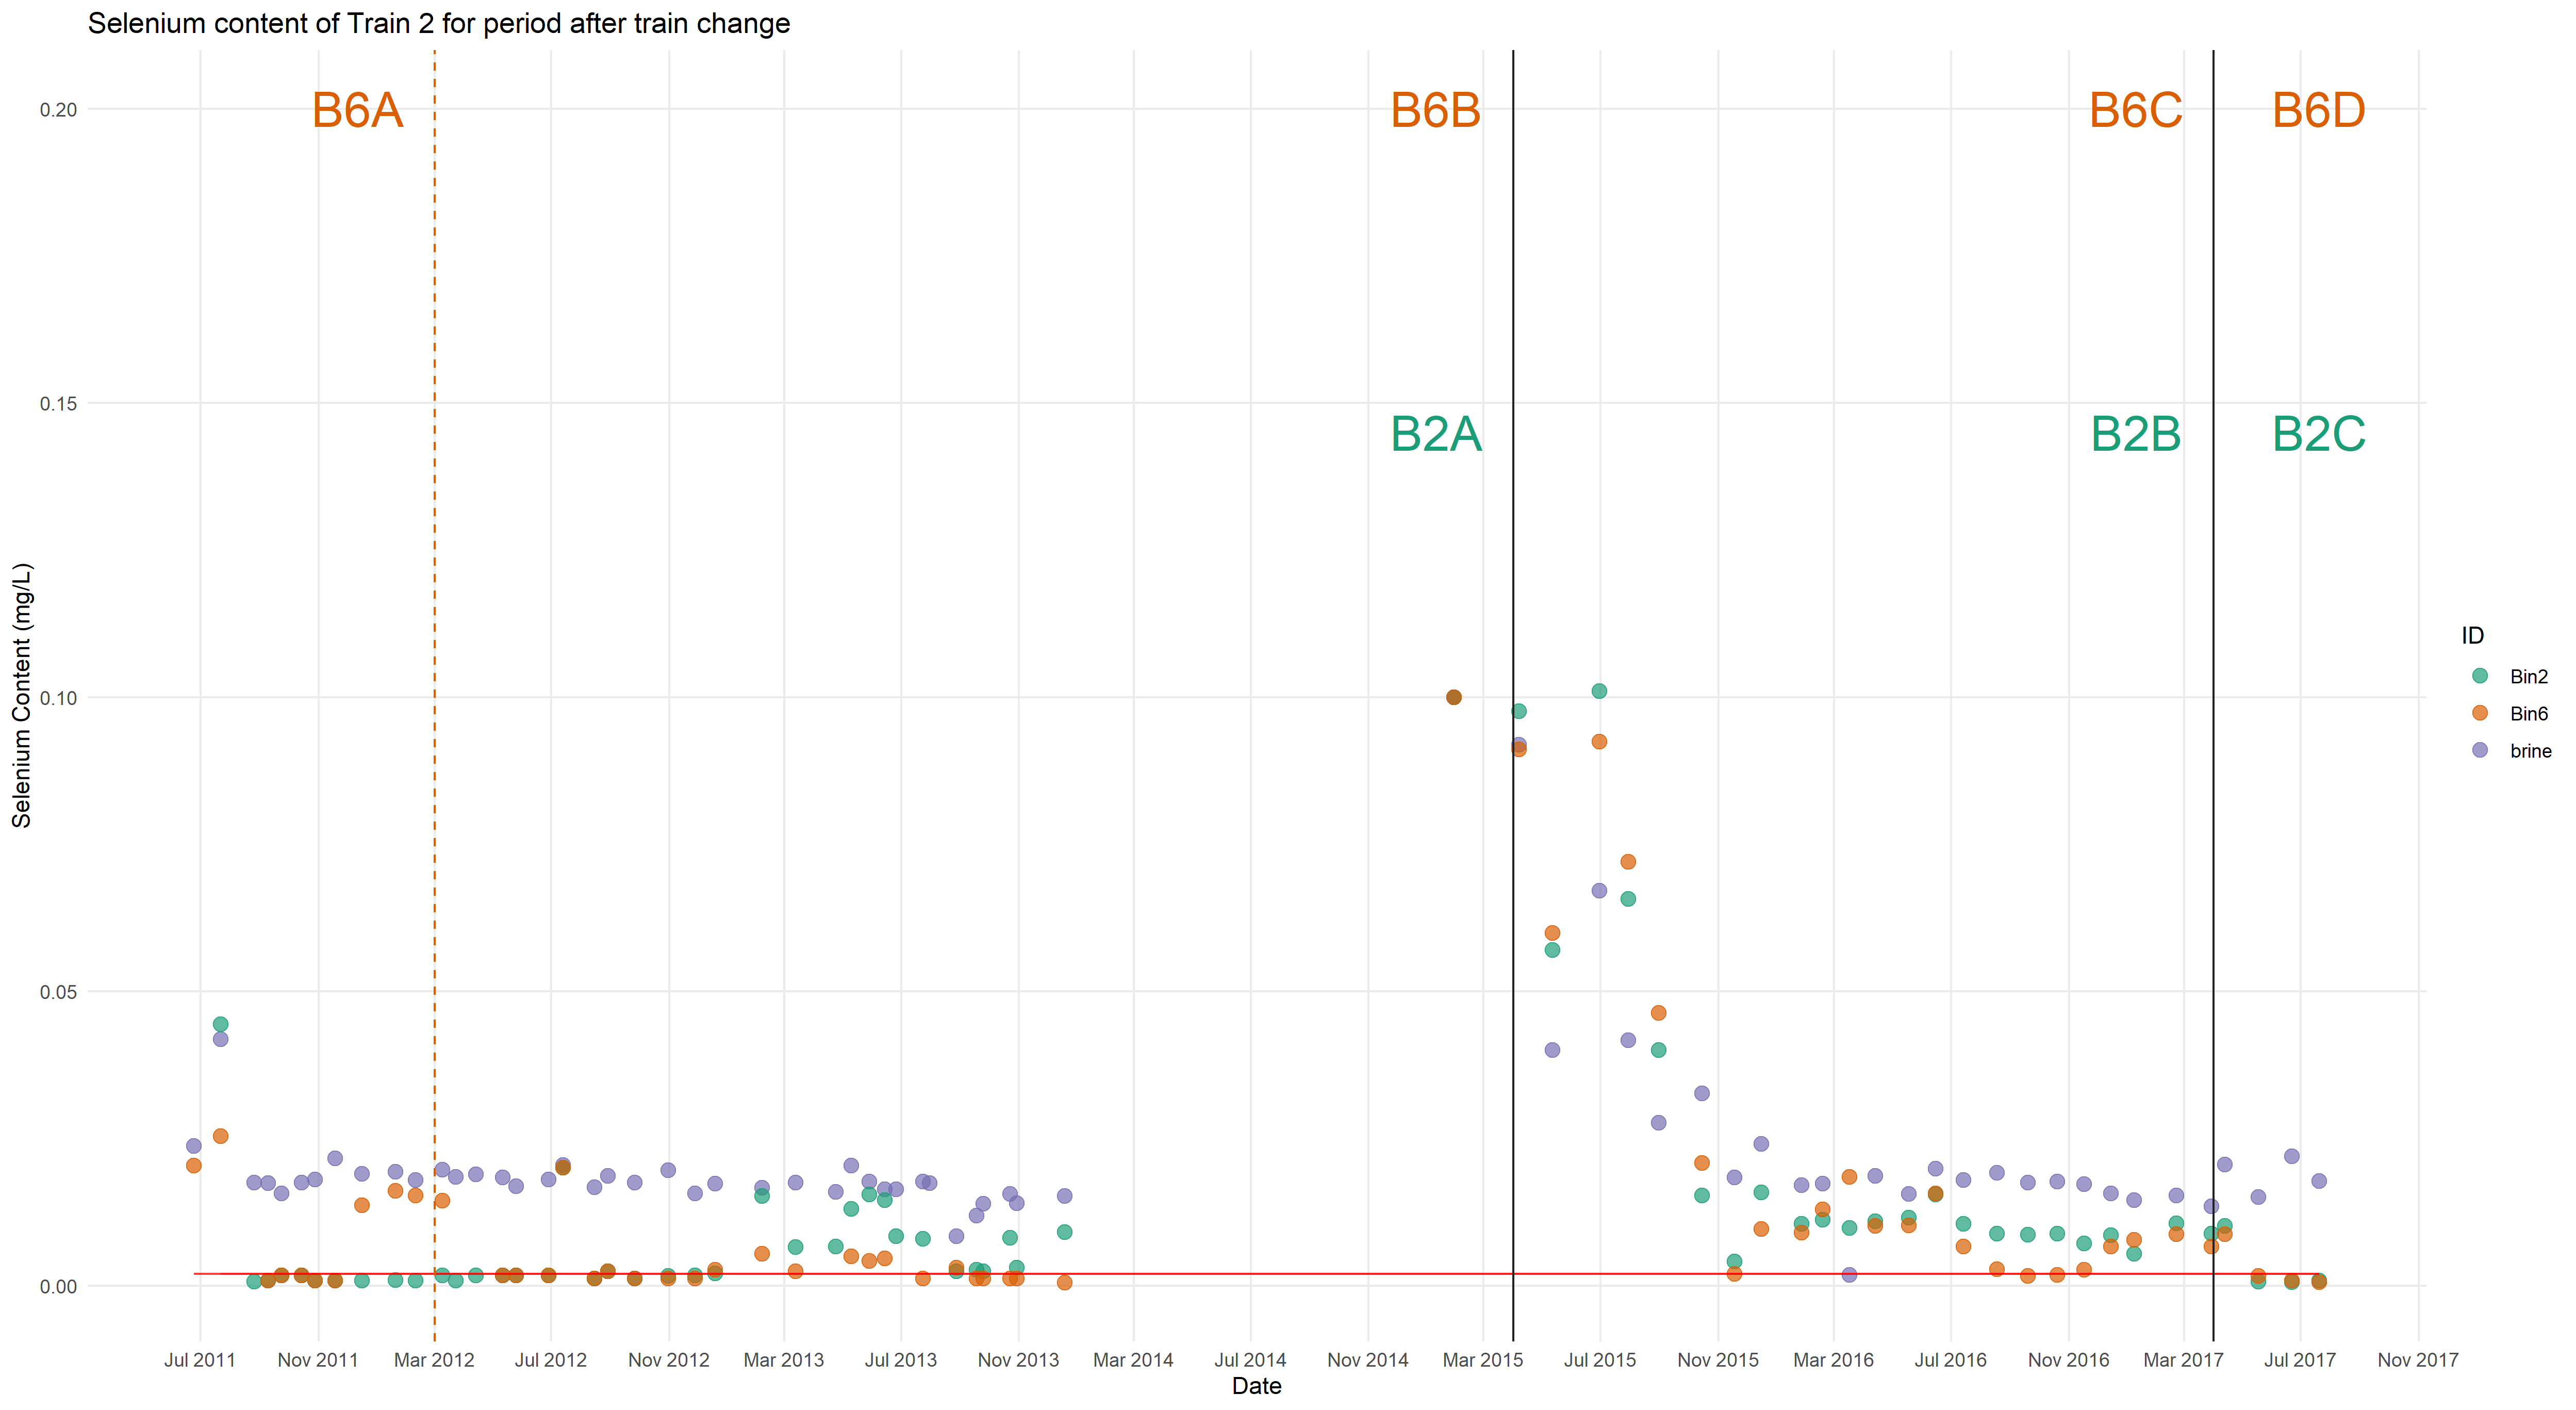 Selenium content of Train 2 for period after train change
B6A
B6B
B6C
B6D
B2A
B2B
B2C
0.20
0.15
0.10
0.05
0.00
Selenium Content (mg/L)
Jul 2011
Nov 2011
Mar 2012
Jul 2012
Nov 2012
Mar 2013
Jul 2013
Nov 2013
Mar 2014
Jul 2014
Nov 2014
Mar 2015
Jul 2015
Nov 2015
Mar 2016
Jul 2016
Nov 2016
Mar 2017
Jul 2017
Nov 2017
Date
ID
Bin2
Bin6
brine